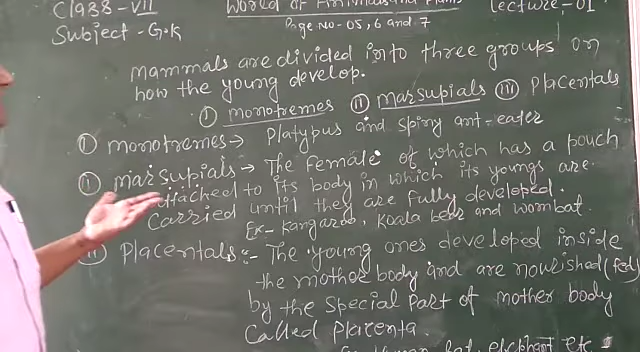 Class - VII
World of Animals and Plants
Lecture - 01
Subject - G.K
Page No - 05, 6 and 7
Mammals are divided into three groups on
how the young develop.
(I) monotremes (II) marsupials (III) Placentals
(I) monotremes → Platypus and spiny ant-eater
(I) marsupials → The female of which has a pouch
attached to its body in which its youngs are
carried until they are fully developed.
Ex - Kangaroo, Koala bear and wombat.
Placentals :- The young ones developed inside
the mother body and are nourished (fed)
by the special Part of mother body
called Placenta.
elephant etc -